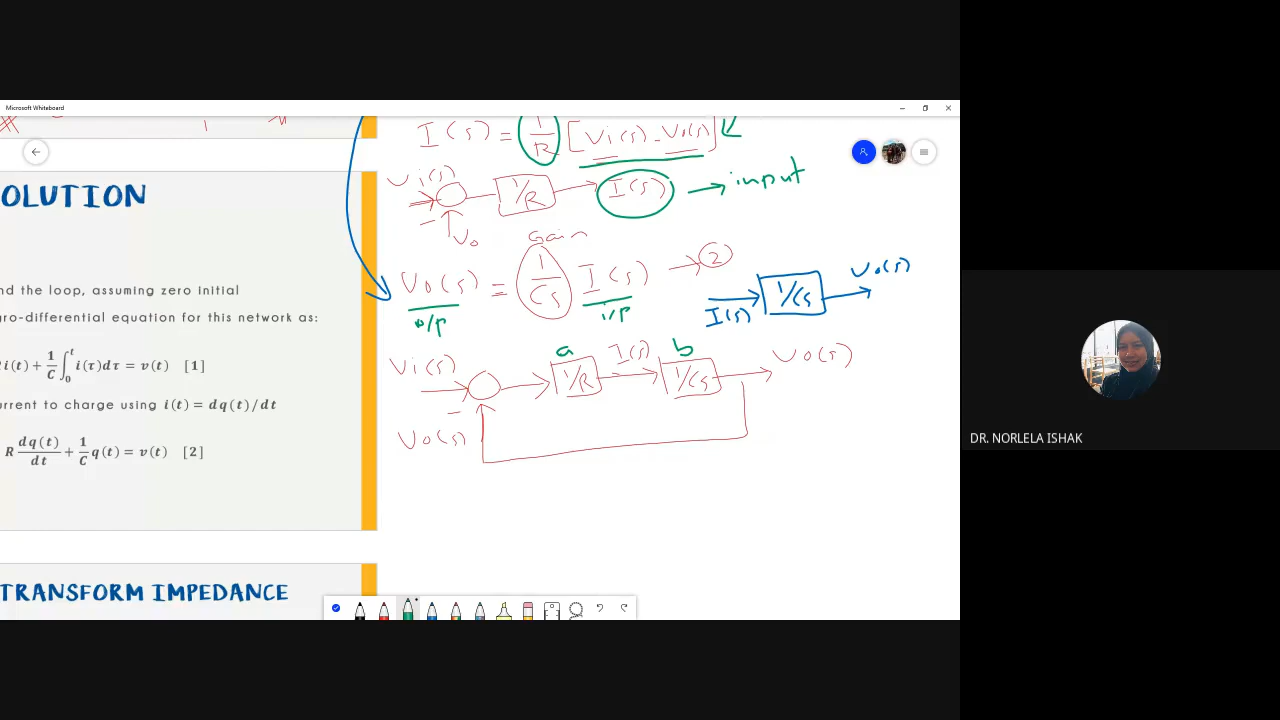 Microsoft Whiteboard
OLUTION
nd the loop, assuming zero initial
gro-differential equation for this network as:
i(t) + 1/C ∫₀ᵗ i(τ)dτ = v(t) [1]
urrent to charge using i(t) = dq(t)/dt
R dq(t)/dt + 1/C q(t) = v(t) [2]
TRANSFORM IMPEDANCE
I(s) = 1/R [Vi(s) - Vo(s)]
Vi(s)
1/R
I(s) → input
−
Vo
Gain
Vo(s) = 1/Cs I(s) → 2
o/p
i/p
I(s)
1/Cs
Vo(s)
Vi(s)
a
1/R
I(s)
b
1/Cs
Vo(s)
−
Vo(s)
DR. NORLELA ISHAK